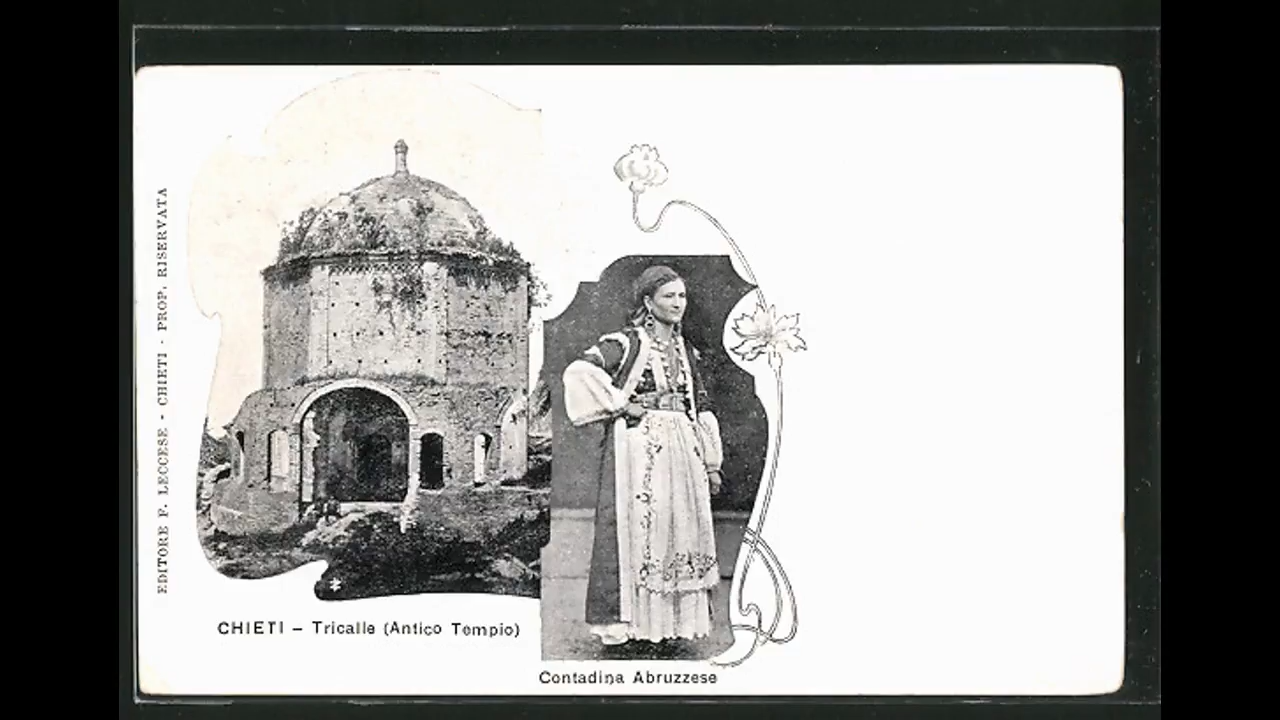 EDITORE F. LECCESE - CHIETI - PROP. RISERVATA
CHIETI – Tricalle (Antico Tempio)
Contadina Abruzzese